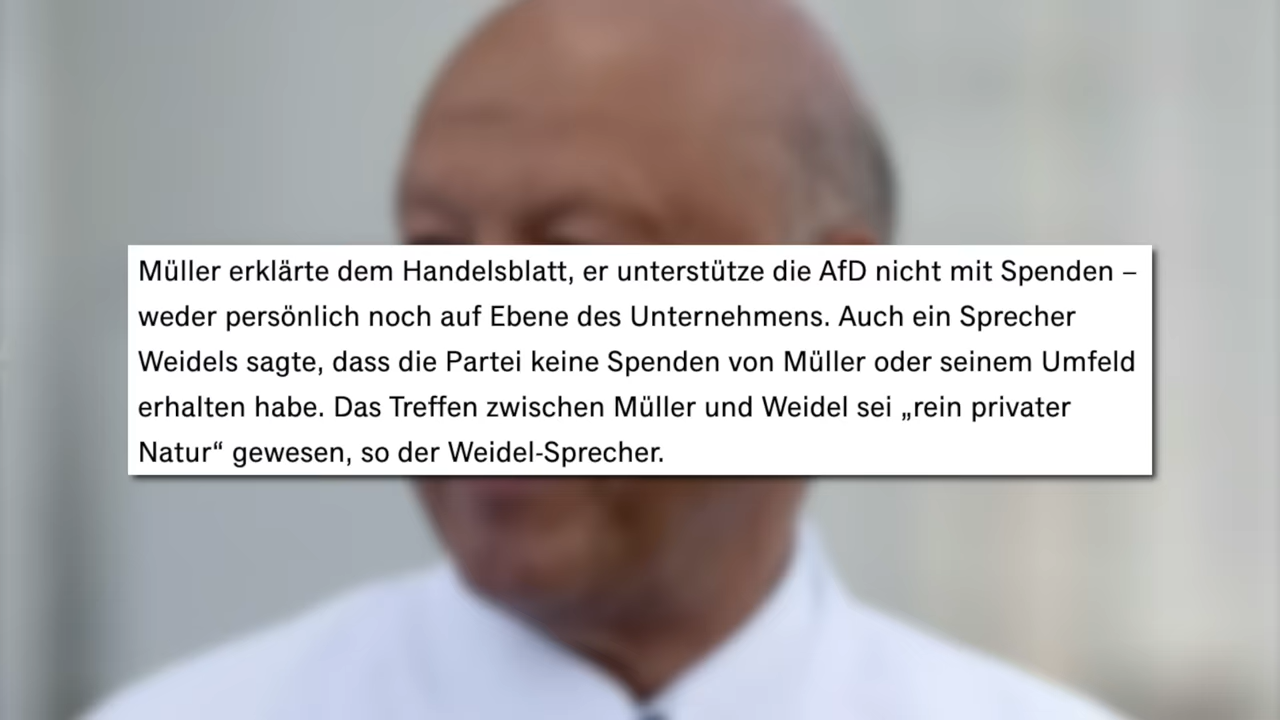 Müller erklärte dem Handelsblatt, er unterstütze die AfD nicht mit Spenden –
weder persönlich noch auf Ebene des Unternehmens. Auch ein Sprecher
Weidels sagte, dass die Partei keine Spenden von Müller oder seinem Umfeld
erhalten habe. Das Treffen zwischen Müller und Weidel sei „rein privater
Natur“ gewesen, so der Weidel-Sprecher.